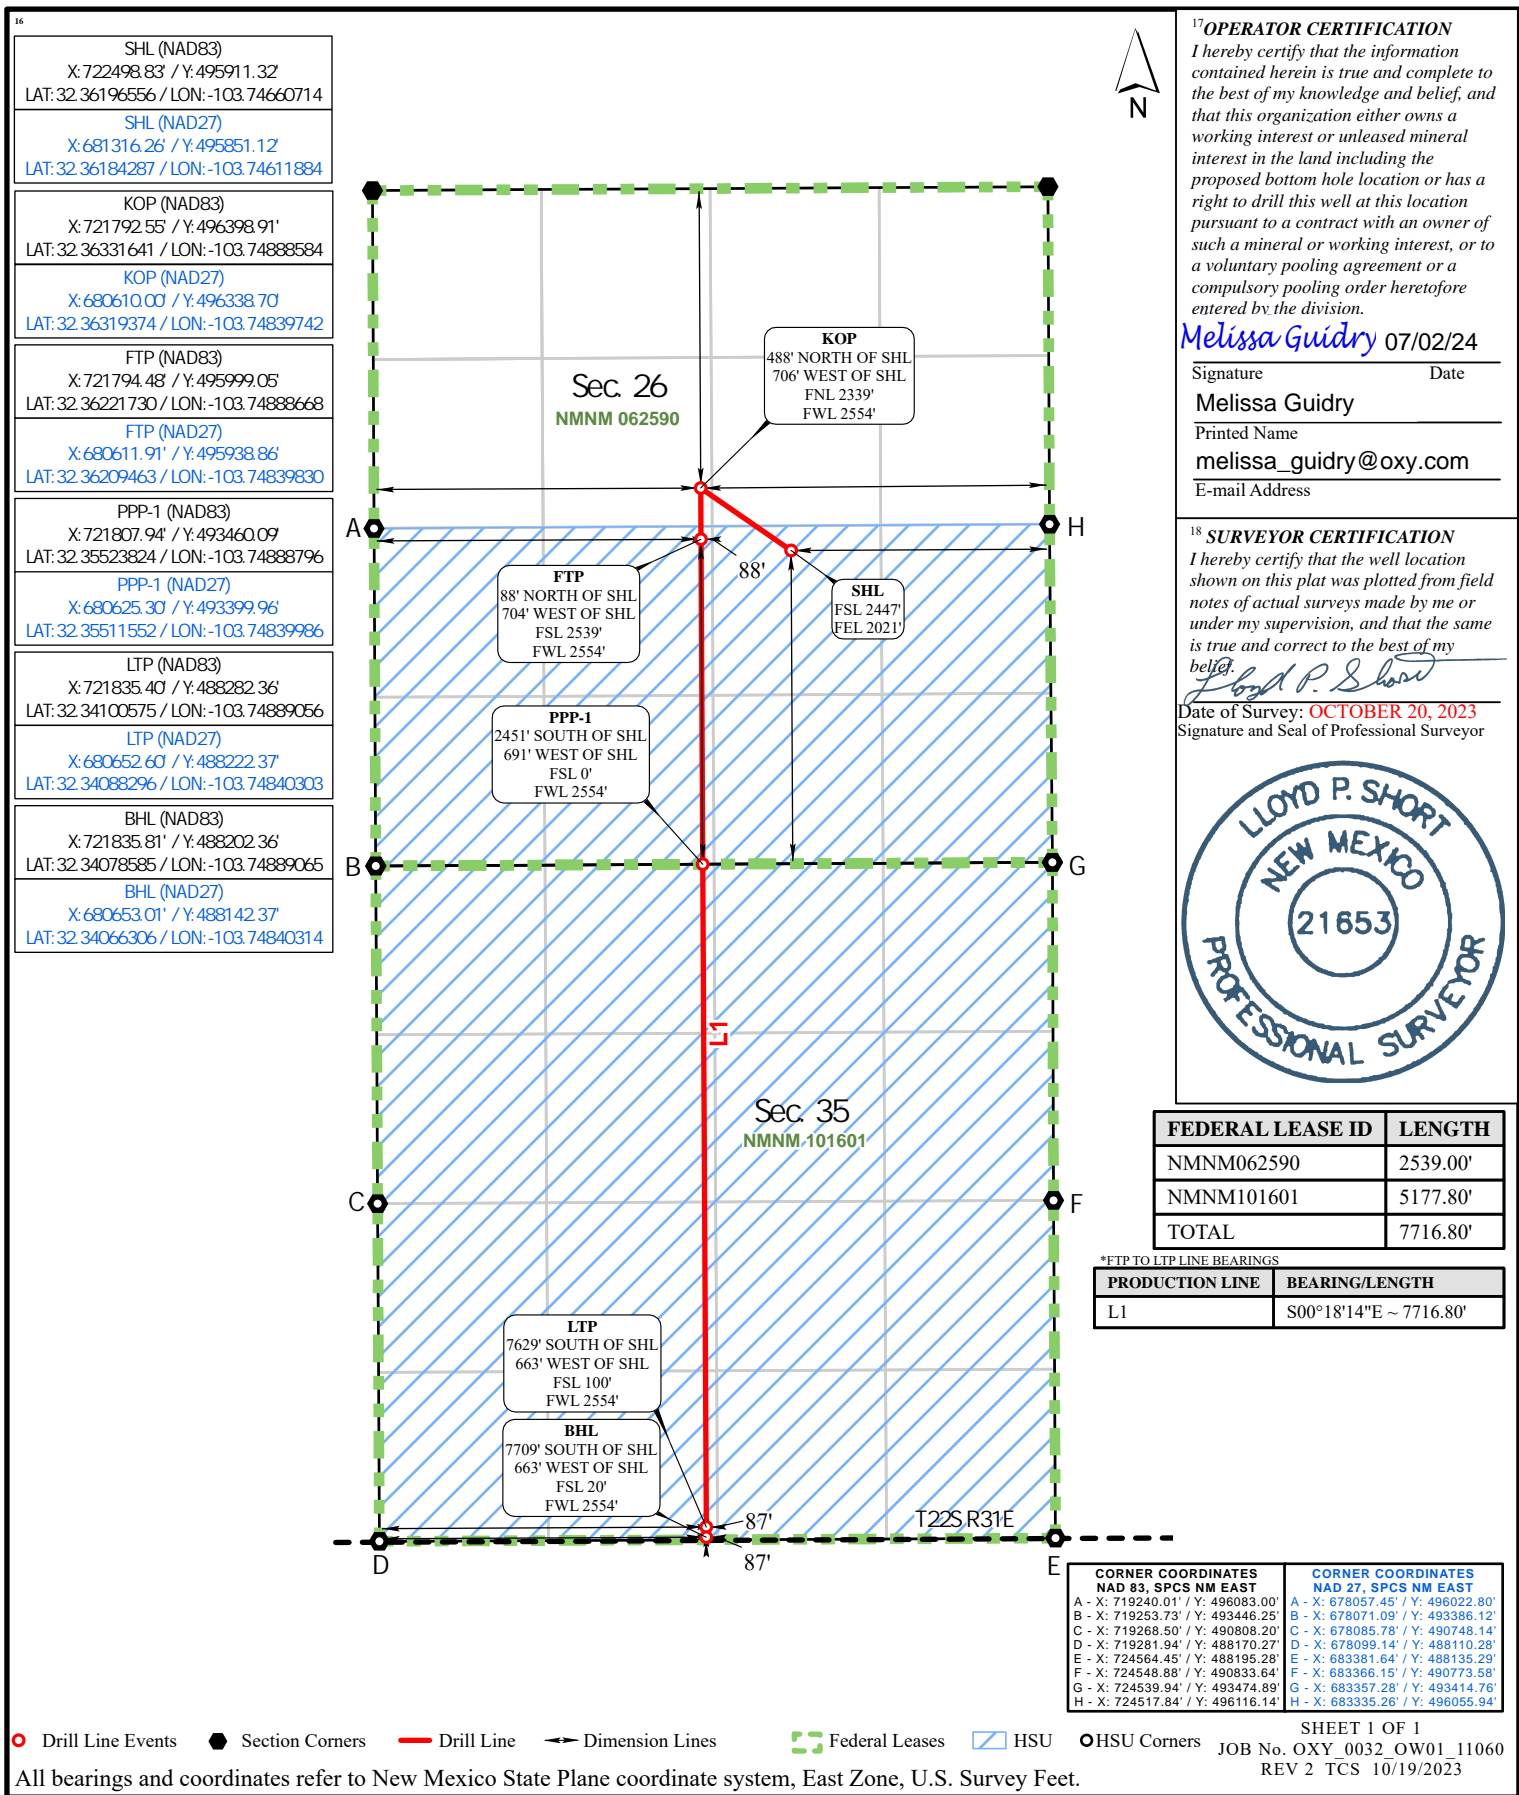 16
SHL (NAD83)
X:722498.83' / Y:495911.32'
LAT:32.36196556 / LON:-103.74660714
SHL (NAD27)
X:681316.26' / Y:495851.12'
LAT:32.36184287 / LON:-103.74611884
KOP (NAD83)
X:721792.55' / Y:496398.91'
LAT:32.36331641 / LON:-103.74888584
KOP (NAD27)
X:680610.00' / Y:496338.70'
LAT:32.36319374 / LON:-103.74839742
FTP (NAD83)
X:721794.48' / Y:495999.05'
LAT:32.36221730 / LON:-103.74888668
FTP (NAD27)
X:680611.91' / Y:495938.86'
LAT:32.36209463 / LON:-103.74839830
PPP-1 (NAD83)
X:721807.94' / Y:493460.09'
LAT:32.35523824 / LON:-103.74888796
PPP-1 (NAD27)
X:680625.30' / Y:493399.96'
LAT:32.35511552 / LON:-103.74839986
LTP (NAD83)
X:721835.40' / Y:488282.36'
LAT:32.34100575 / LON:-103.74889056
LTP (NAD27)
X:680652.60' / Y:488222.37'
LAT:32.34088296 / LON:-103.74840303
BHL (NAD83)
X:721835.81' / Y:488202.36'
LAT:32.34078585 / LON:-103.74889065
BHL (NAD27)
X:680653.01' / Y:488142.37'
LAT:32.34066306 / LON:-103.74840314
N
Sec. 26
NMNM 062590
KOP
488' NORTH OF SHL
706' WEST OF SHL
FNL 2339'
FWL 2554'
A
H
88'
FTP
88' NORTH OF SHL
704' WEST OF SHL
FSL 2539'
FWL 2554'
SHL
FSL 2447'
FEL 2021'
PPP-1
2451' SOUTH OF SHL
691' WEST OF SHL
FSL 0'
FWL 2554'
B
G
L1
Sec. 35
NMNM 101601
C
F
LTP
7629' SOUTH OF SHL
663' WEST OF SHL
FSL 100'
FWL 2554'
BHL
7709' SOUTH OF SHL
663' WEST OF SHL
FSL 20'
FWL 2554'
87'
T22S R31E
87'
D
E
17 OPERATOR CERTIFICATION
I hereby certify that the information
contained herein is true and complete to
the best of my knowledge and belief, and
that this organization either owns a
working interest or unleased mineral
interest in the land including the
proposed bottom hole location or has a
right to drill this well at this location
pursuant to a contract with an owner of
such a mineral or working interest, or to
a voluntary pooling agreement or a
compulsory pooling order heretofore
entered by the division.
Melissa Guidry 07/02/24
Signature Date
Melissa Guidry
Printed Name
melissa_guidry@oxy.com
E-mail Address
18 SURVEYOR CERTIFICATION
I hereby certify that the well location
shown on this plat was plotted from field
notes of actual surveys made by me or
under my supervision, and that the same
is true and correct to the best of my
belief.
Lloyd P. Short
Date of Survey: OCTOBER 20, 2023
Signature and Seal of Professional Surveyor
LLOYD P. SHORT
NEW MEXICO
21653
PROFESSIONAL SURVEYOR
FEDERAL LEASE ID LENGTH
NMNM062590 2539.00'
NMNM101601 5177.80'
TOTAL 7716.80'
*FTP TO LTP LINE BEARINGS
PRODUCTION LINE BEARING/LENGTH
L1 S00°18'14"E ~ 7716.80'
CORNER COORDINATES
NAD 83, SPCS NM EAST
A - X: 719240.01' / Y: 496083.00'
B - X: 719253.73' / Y: 493446.25'
C - X: 719268.50' / Y: 490808.20'
D - X: 719281.94' / Y: 488170.27'
E - X: 724564.45' / Y: 488195.28'
F - X: 724548.88' / Y: 490833.64'
G - X: 724539.94' / Y: 493474.89'
H - X: 724517.84' / Y: 496116.14'
CORNER COORDINATES
NAD 27, SPCS NM EAST
A - X: 678057.45' / Y: 496022.80'
B - X: 678071.09' / Y: 493386.12'
C - X: 678085.78' / Y: 490748.14'
D - X: 678099.14' / Y: 488110.28'
E - X: 683381.64' / Y: 488135.29'
F - X: 683366.15' / Y: 490773.58'
G - X: 683357.28' / Y: 493414.76'
H - X: 683335.26' / Y: 496055.94'
Drill Line Events Section Corners Drill Line Dimension Lines Federal Leases HSU HSU Corners
SHEET 1 OF 1
JOB No. OXY_0032_OW01_11060
REV 2 TCS 10/19/2023
All bearings and coordinates refer to New Mexico State Plane coordinate system, East Zone, U.S. Survey Feet.